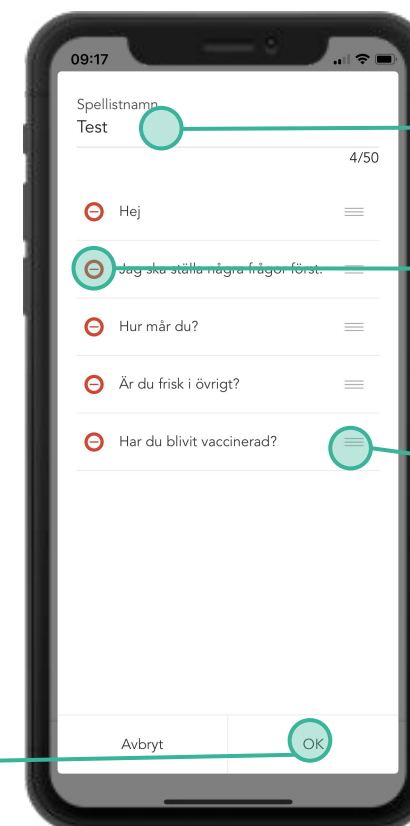 09:17
Spellistnamn
Test
4/50
Hej
Jag ska ställa några frågor först.
Hur mår du?
Är du frisk i övrigt?
Har du blivit vaccinerad?
Avbryt
OK